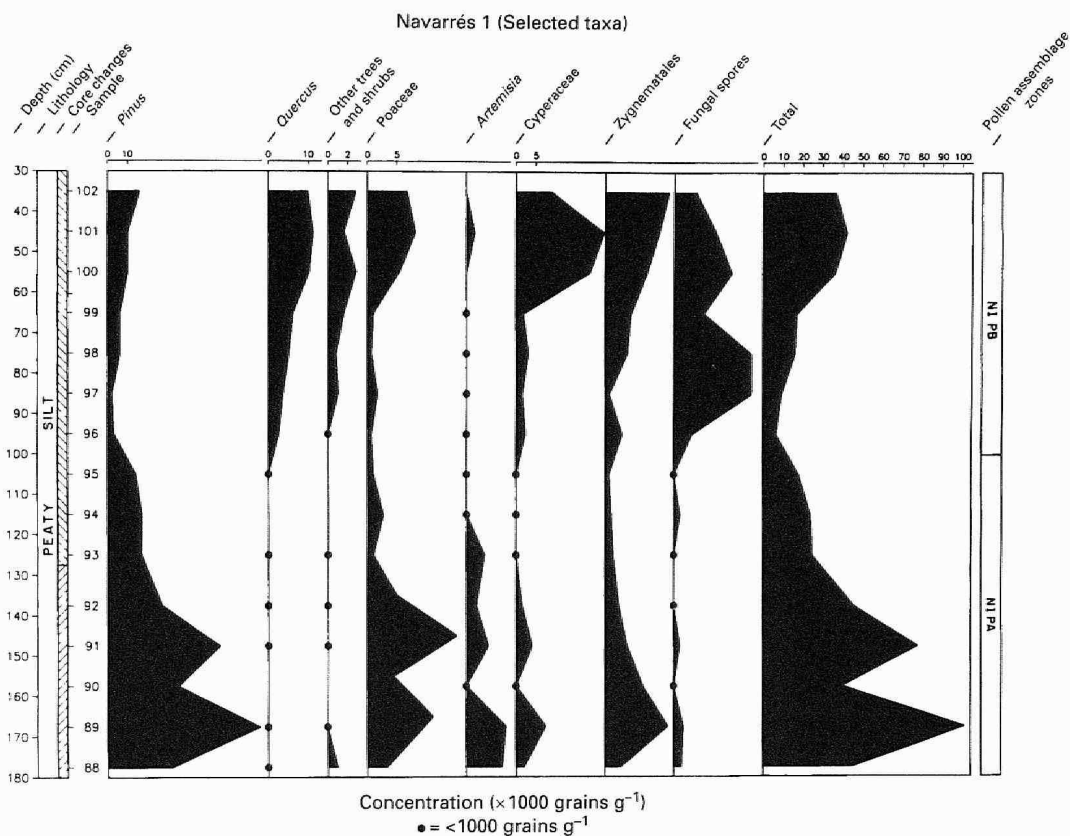 Navarrés 1 (Selected taxa)
Depth (cm)
Lithology
Core changes
Sample
Pinus
Quercus
Other trees
and shrubs
Poaceae
Artemisia
Cyperaceae
Zygnematales
Fungal spores
Total
Pollen assemblage
zones
0 10
0 10
0 2
0 5
0 5
0 10 20 30 40 50 60 70 80 90 100
30
40
50
60
70
80
90
100
110
120
130
140
150
160
170
180
PEATY SILT
102
101
100
99
98
97
96
95
94
93
92
91
90
89
88
N1 PB
N1 PA
Concentration (×1000 grains g⁻¹)
● = <1000 grains g⁻¹